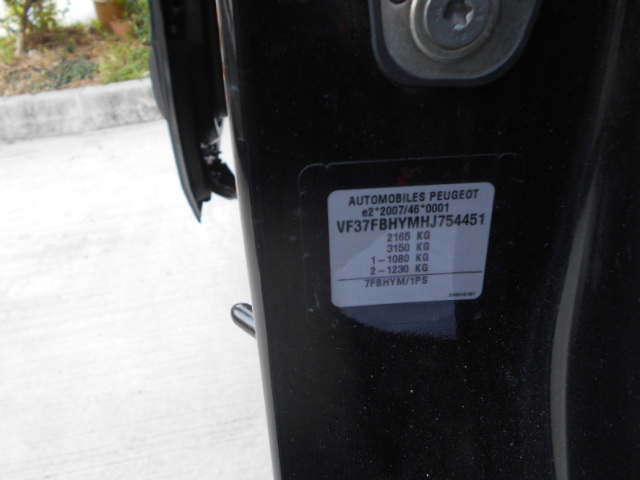 AUTOMOBILES PEUGEOT
e2*2007/46*0001
VF37FBHYMHJ754451
2165 KG
3150 KG
1-1080 KG
2-1230 KG
7FBHYM/1PS